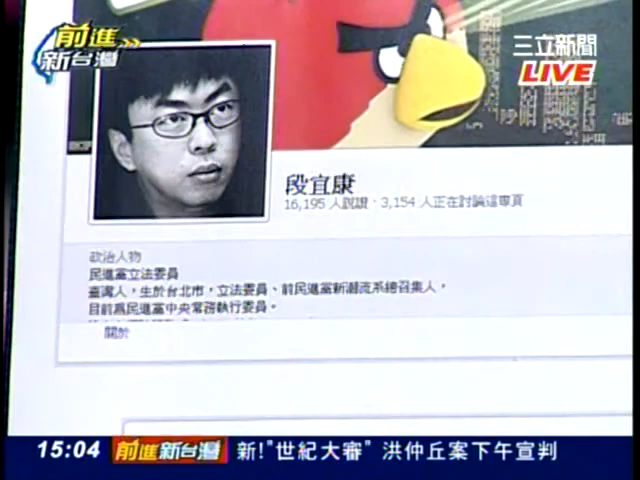 前進
新台灣
三立新聞
LIVE
段宜康
16,195 人說讚 · 3,154 人正在討論這專頁
政治人物
民進黨立法委員
臺灣人，生於台北市，立法委員、前民進黨新潮流系總召集人，
目前為民進黨中央常務執行委員。
關於
15:04 前進新台灣 新!"世紀大審" 洪仲丘案下午宣判